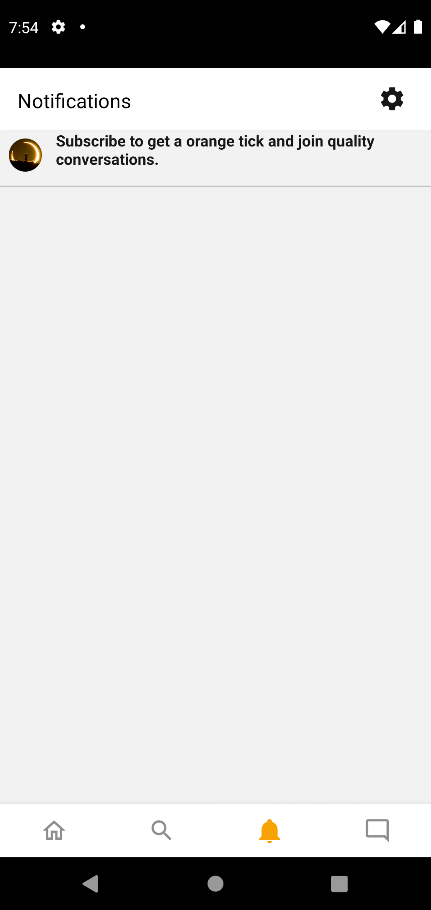 7:54
Notifications
Subscribe to get a orange tick and join quality
conversations.